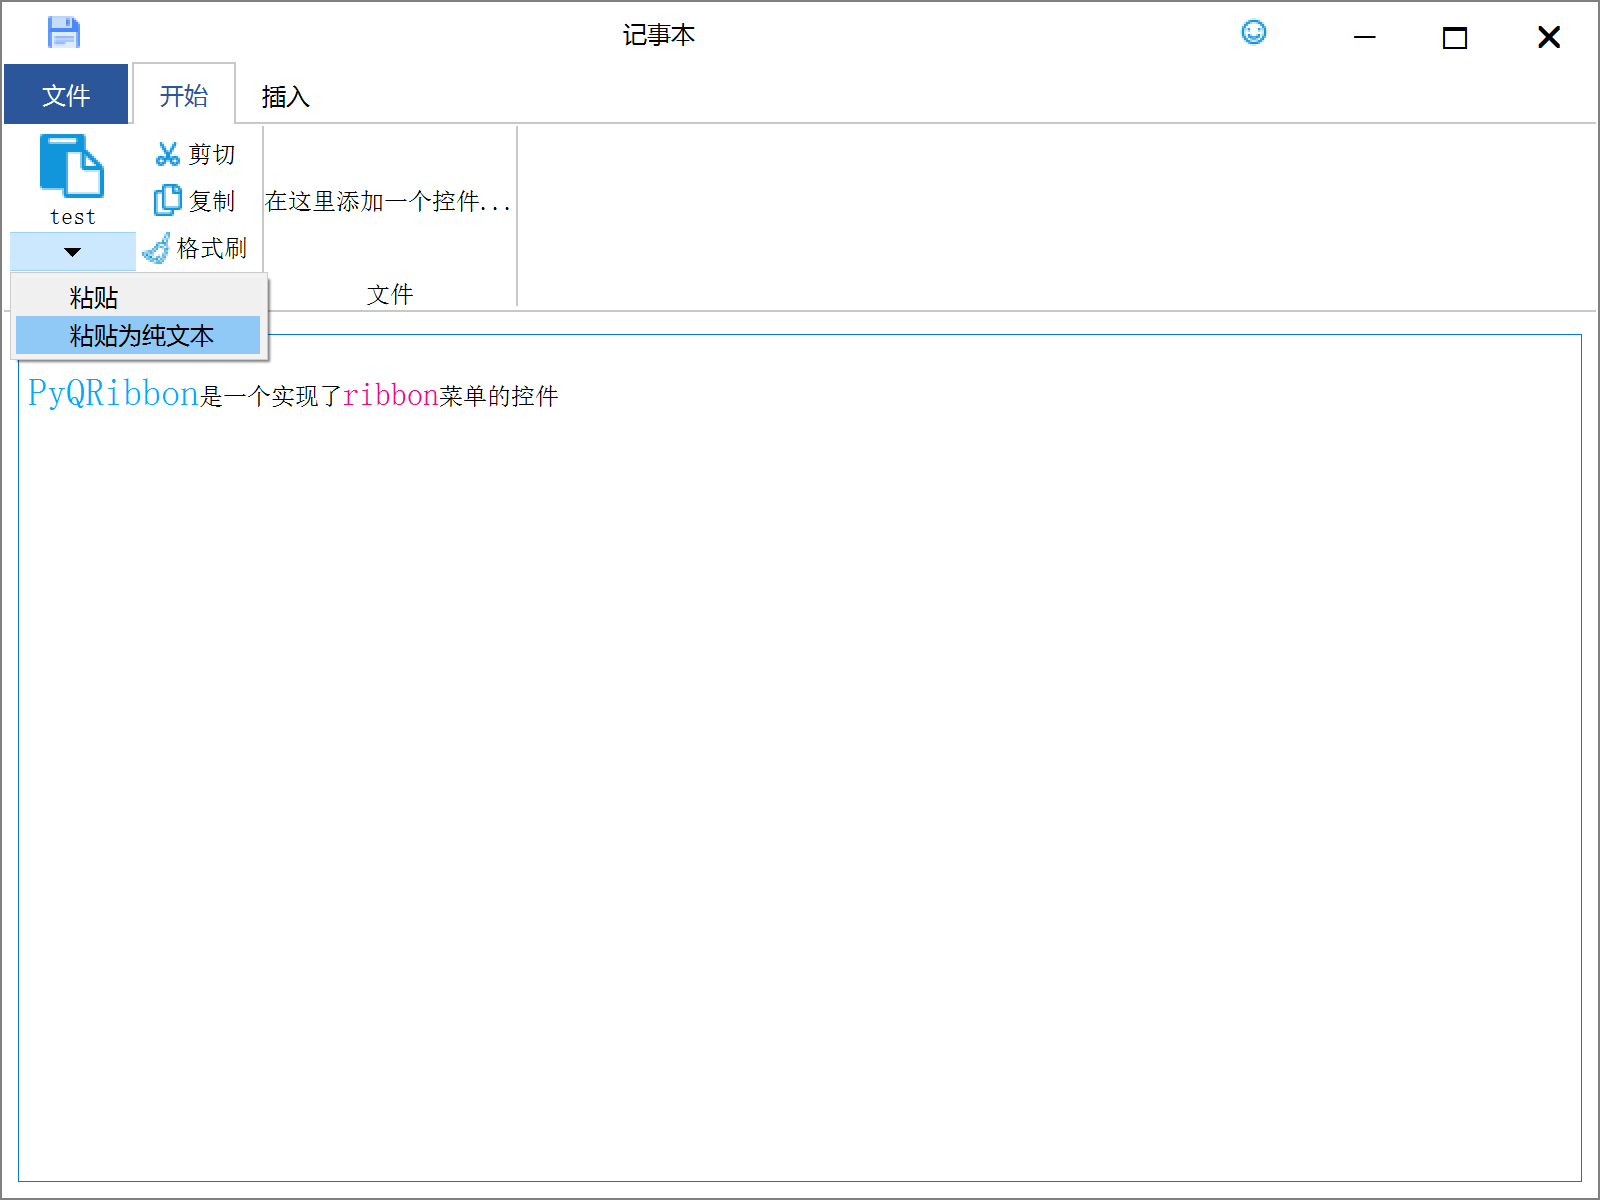 记事本
文件 开始 插入
test
剪切
复制
格式刷
在这里添加一个控件...
文件
粘贴
粘贴为纯文本
PyQRibbon是一个实现了ribbon菜单的控件